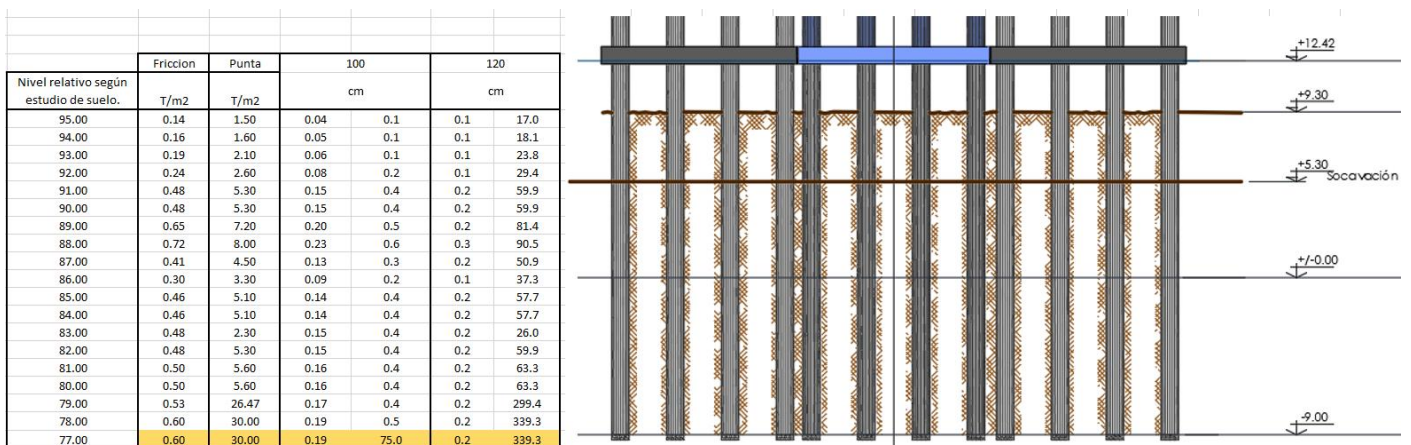 Friccion Punta 100 120
Nivel relativo según
estudio de suelo. T/m2 T/m2 cm cm
95.00 0.14 1.50 0.04 0.1 0.1 17.0
94.00 0.16 1.60 0.05 0.1 0.1 18.1
93.00 0.19 2.10 0.06 0.1 0.1 23.8
92.00 0.24 2.60 0.08 0.2 0.1 29.4
91.00 0.48 5.30 0.15 0.4 0.2 59.9
90.00 0.48 5.30 0.15 0.4 0.2 59.9
89.00 0.65 7.20 0.20 0.5 0.2 81.4
88.00 0.72 8.00 0.23 0.6 0.3 90.5
87.00 0.41 4.50 0.13 0.3 0.2 50.9
86.00 0.30 3.30 0.09 0.2 0.1 37.3
85.00 0.46 5.10 0.14 0.4 0.2 57.7
84.00 0.46 5.10 0.14 0.4 0.2 57.7
83.00 0.48 2.30 0.15 0.4 0.2 26.0
82.00 0.48 5.30 0.15 0.4 0.2 59.9
81.00 0.50 5.60 0.16 0.4 0.2 63.3
80.00 0.50 5.60 0.16 0.4 0.2 63.3
79.00 0.53 26.47 0.17 0.4 0.2 299.4
78.00 0.60 30.00 0.19 0.5 0.2 339.3
77.00 0.60 30.00 0.19 75.0 0.2 339.3
+12.42
+9.30
+5.30
Socavación
+/-0.00
-9.00